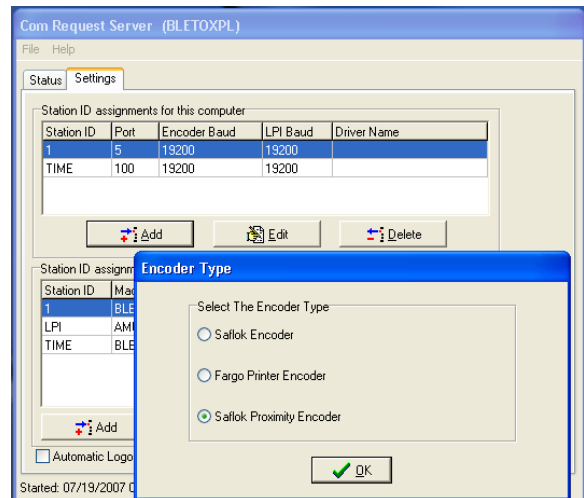 Com Request Server (BLETOXPL)
File Help
Status Settings
Station ID assignments for this computer
Station ID Port Encoder Baud LPI Baud Driver Name
1 5 19200 19200
TIME 100 19200 19200
Add Edit Delete
Station ID assignm
Encoder Type
Station ID Mac
1 BLE
LPI AMI
TIME BLE
Select The Encoder Type
Saflok Encoder
Fargo Printer Encoder
Saflok Proximity Encoder
Add
OK
Automatic Logo
Started: 07/19/2007 0